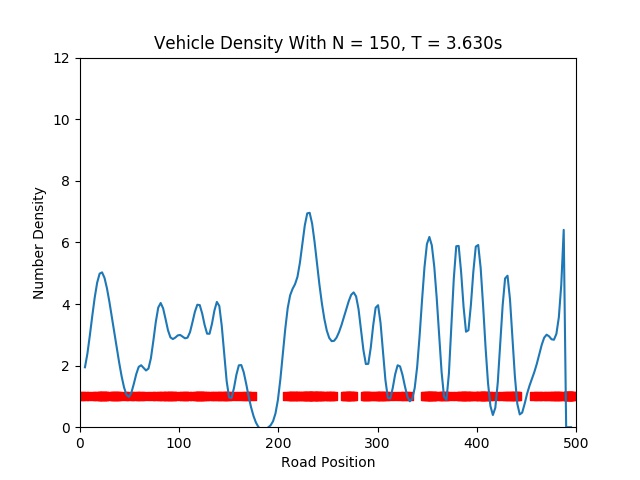 Vehicle Density With N = 150, T = 3.630s
12
10
8
6
4
2
0
Number Density
0 100 200 300 400 500
Road Position